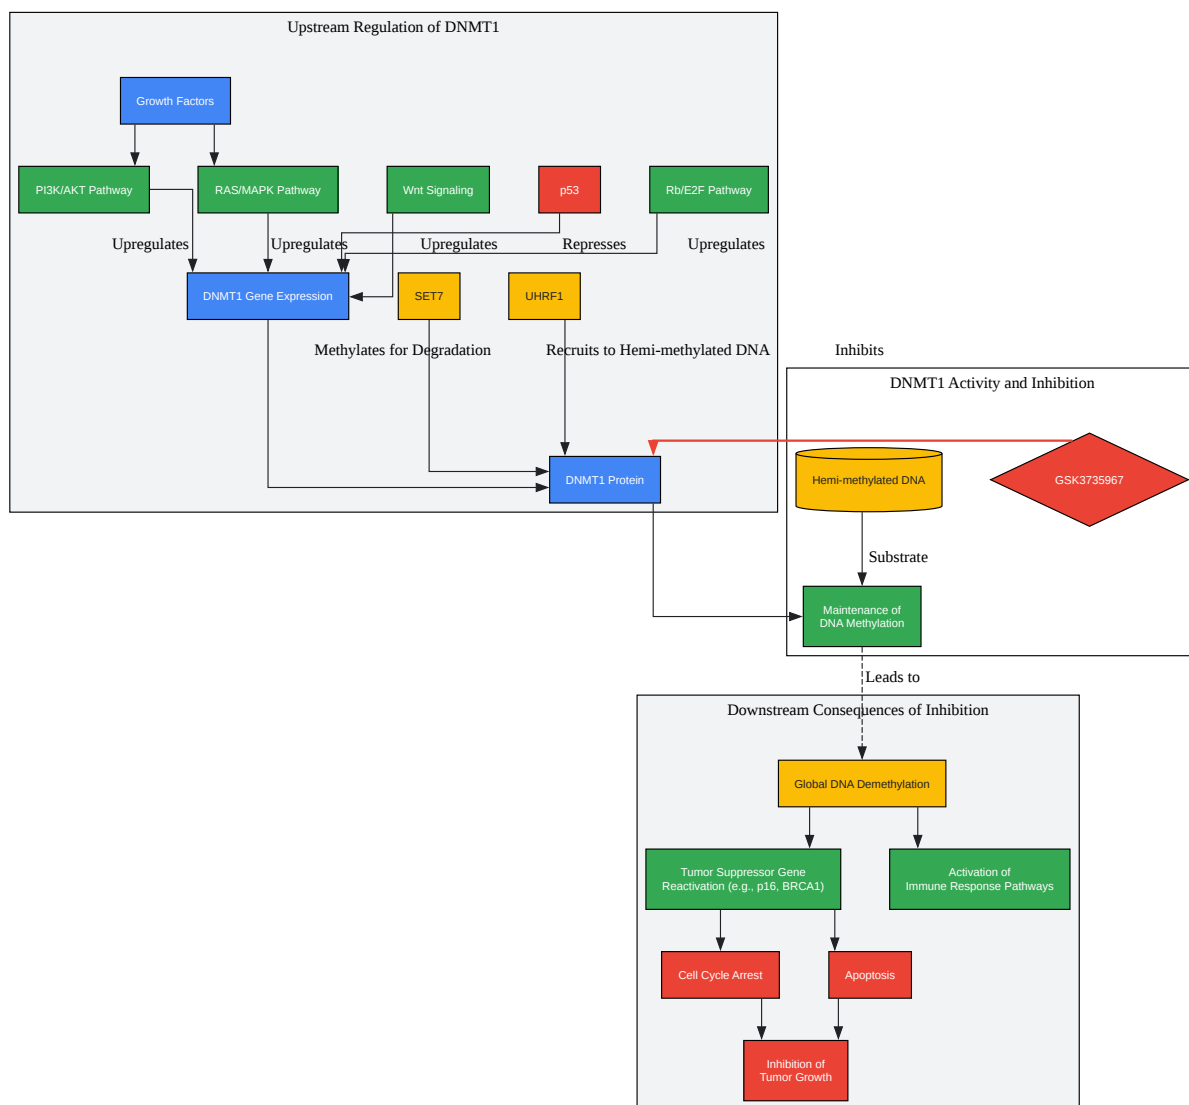 Upstream Regulation of DNMT1
Growth Factors
PI3K/AKT Pathway
RAS/MAPK Pathway
Wnt Signaling
p53
Rb/E2F Pathway
Upregulates
Upregulates
Upregulates
Represses
Upregulates
DNMT1 Gene Expression
SET7
UHRF1
Methylates for Degradation
Recruits to Hemi-methylated DNA
Inhibits
DNMT1 Activity and Inhibition
DNMT1 Protein
Hemi-methylated DNA
GSK3735967
Substrate
Maintenance of
DNA Methylation
Leads to
Downstream Consequences of Inhibition
Global DNA Demethylation
Tumor Suppressor Gene
Reactivation (e.g., p16, BRCA1)
Activation of
Immune Response Pathways
Cell Cycle Arrest
Apoptosis
Inhibition of
Tumor Growth